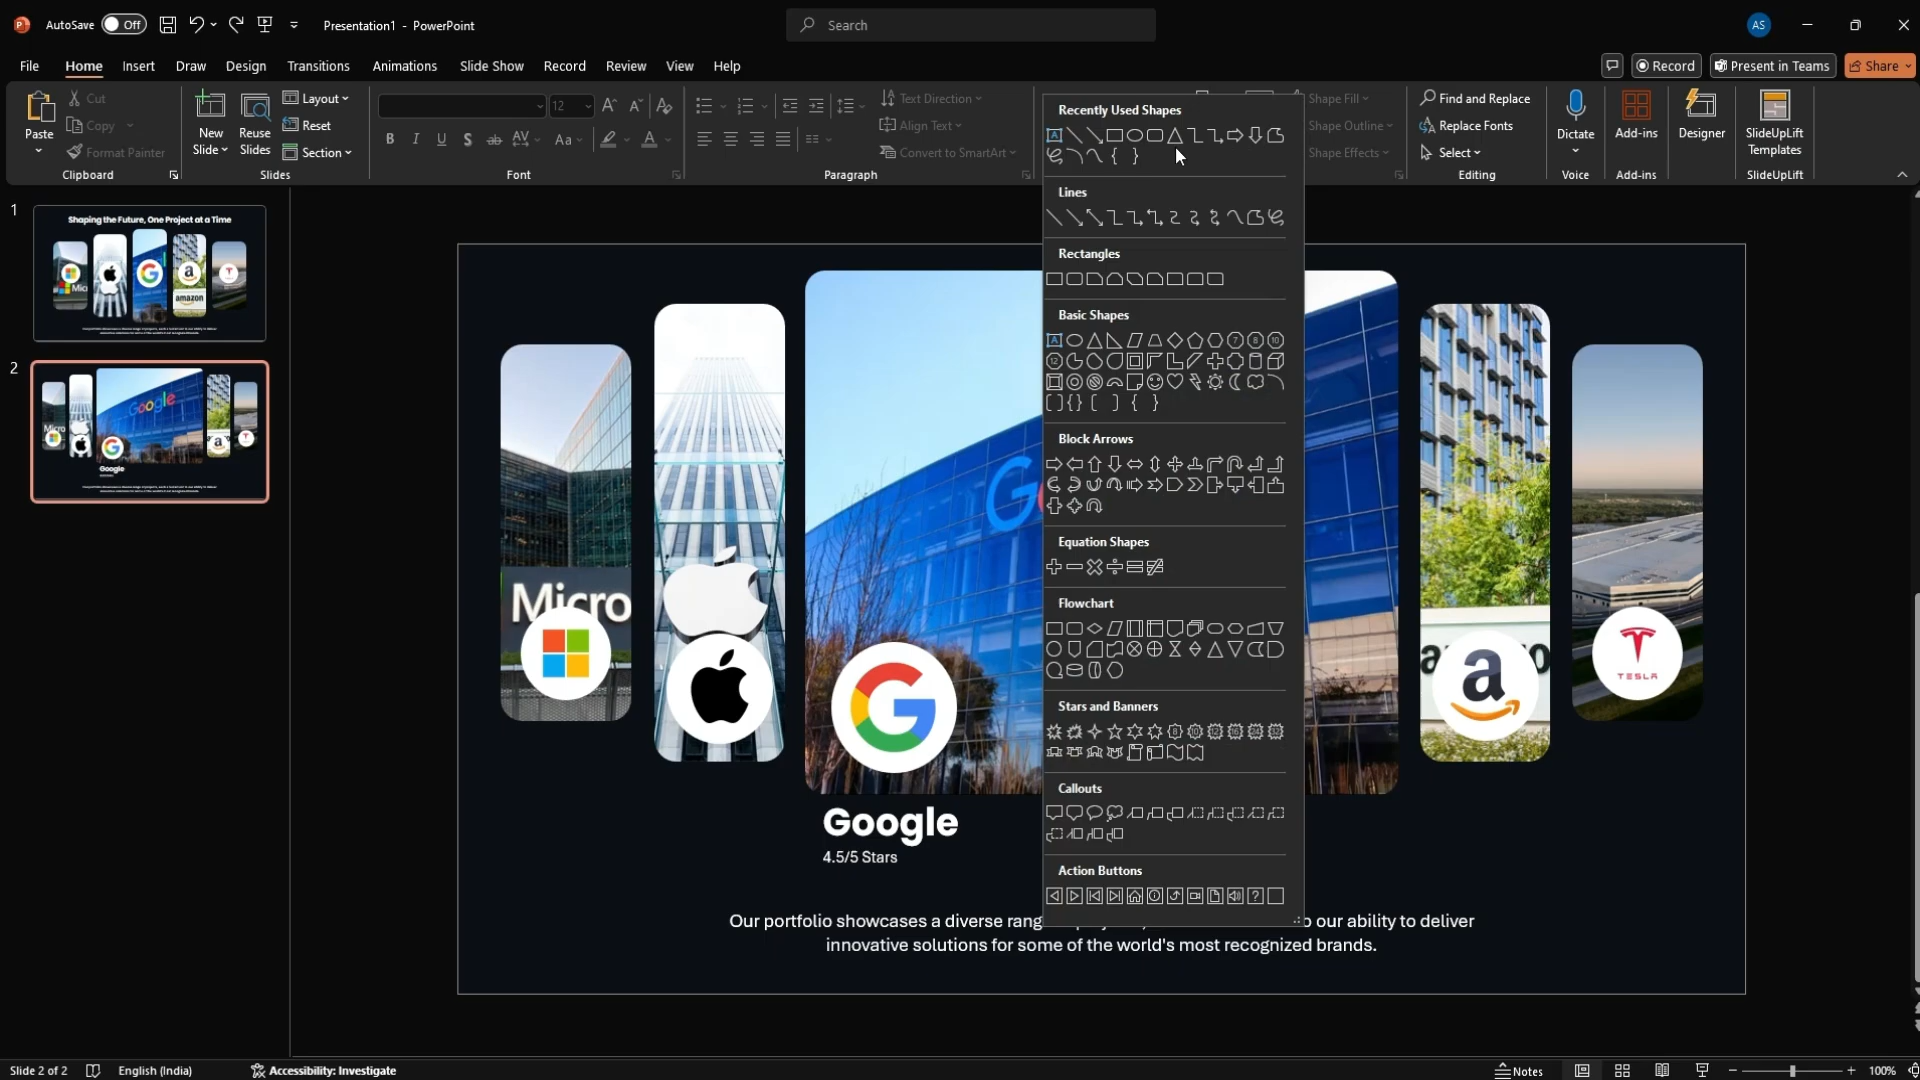 AutoSave Off Presentation1 - PowerPoint Search AS
File Home Insert Draw Design Transitions Animations Slide Show Record Review View Help Record Present in Teams Share
Paste Cut Copy Format Painter Clipboard
New Slide Reuse Slides Layout Reset Section Slides
12 Aa Font
Text Direction Align Text Convert to SmartArt Paragraph
Shape Fill Shape Outline Shape Effects
Find and Replace Replace Fonts Select Editing
Dictate Voice
Add-ins Add-ins
Designer
SlideUpLift Templates SlideUpLift
Recently Used Shapes
Lines
Rectangles
Basic Shapes
Block Arrows
Equation Shapes
Flowchart
Stars and Banners
Callouts
Action Buttons
1
Shaping the Future, One Project at a Time
Mic
amazon
2
Google
Micro
Google
Micro
G
TESLA
Google
4.5/5 Stars
Our portfolio showcases a diverse rang
o our ability to deliver
innovative solutions for some of the world's most recognized brands.
Slide 2 of 2 English (India) Accessibility: Investigate Notes 100%